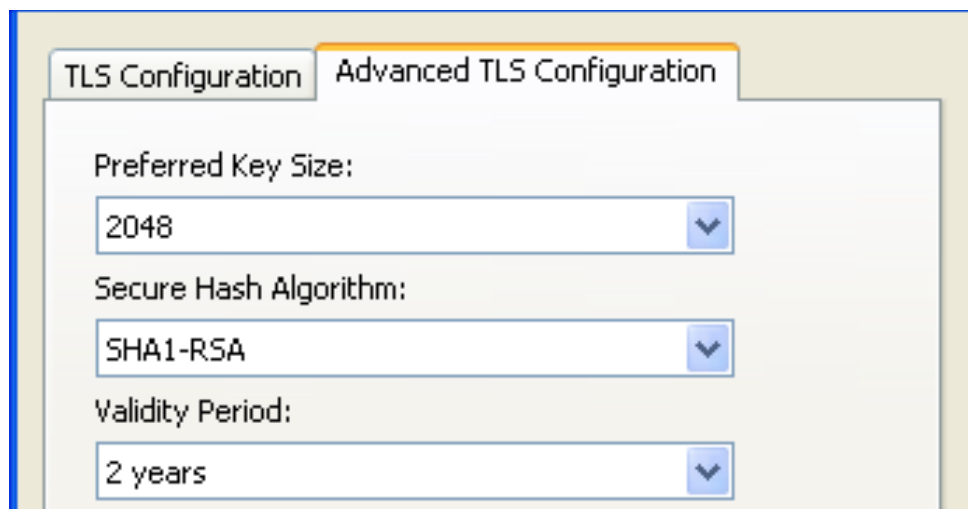 TLS Configuration Advanced TLS Configuration
Preferred Key Size:
2048
Secure Hash Algorithm:
SHA1-RSA
Validity Period:
2 years